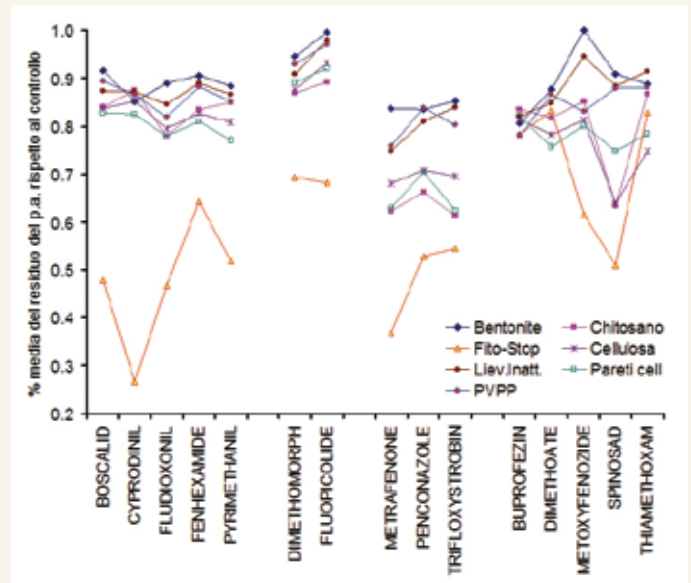 % media del residuo del p.a. rispetto al controllo
1.0
0.9
0.8
0.7
0.6
0.5
0.4
0.3
0.2
Bentonite
Fito-Stop
Liev.Inatt.
PVPP
Chitosano
Cellulosa
Pareti cell
BOSCALID
CYPRODINIL
FLUDIOXONIL
FENHEXAMIDE
PYRIMETHANIL
DIMETHOMORPH
FLUOPICOLIDE
METRAFENONE
PENCONAZOLE
TRIFLOXYSTROBIN
BUPROFEZIN
DIMETHOATE
METOXYFENOZIDE
SPINOSAD
THIAMETHOXAM